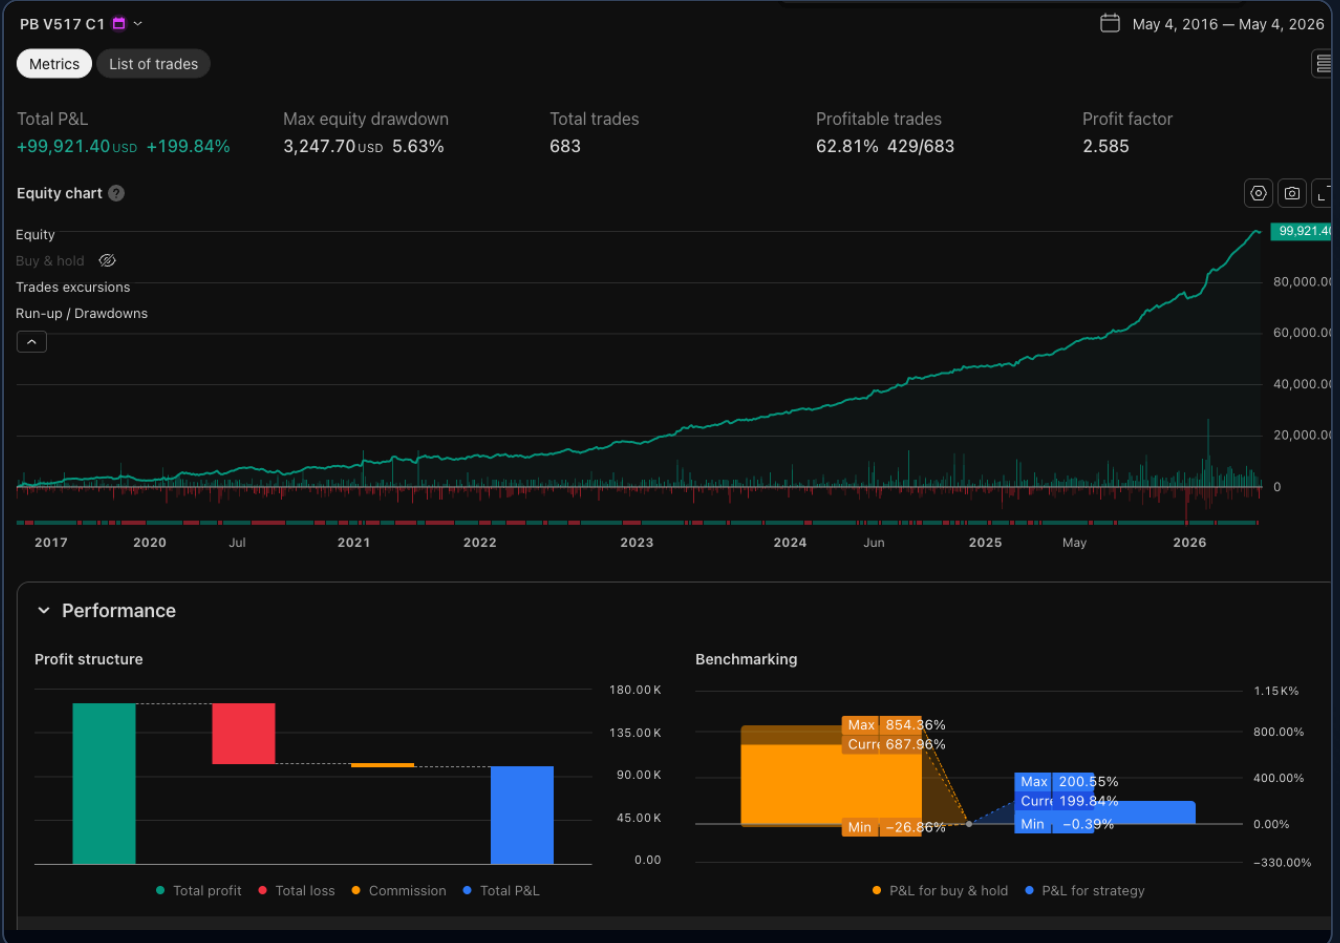 PB V517 C1
May 4, 2016 — May 4, 2026
Metrics
List of trades
Total P&L
Max equity drawdown
Total trades
Profitable trades
Profit factor
+99,921.40 USD +199.84%
3,247.70 USD 5.63%
683
62.81% 429/683
2.585
Equity chart ?
Equity
99,921.40
Buy & hold
80,000.00
Trades excursions
Run-up / Drawdowns
60,000.00
40,000.00
20,000.00
0
2017
2020
Jul
2021
2022
2023
2024
Jun
2025
May
2026
Performance
Profit structure
180.00 K
135.00 K
90.00 K
45.00 K
0.00
Total profit
Total loss
Commission
Total P&L
Benchmarking
1.15 K%
800.00%
400.00%
0.00%
−330.00%
Max 854.36%
Curre 687.96%
Min −26.86%
Max 200.55%
Curre 199.84%
Min −0.39%
P&L for buy & hold
P&L for strategy